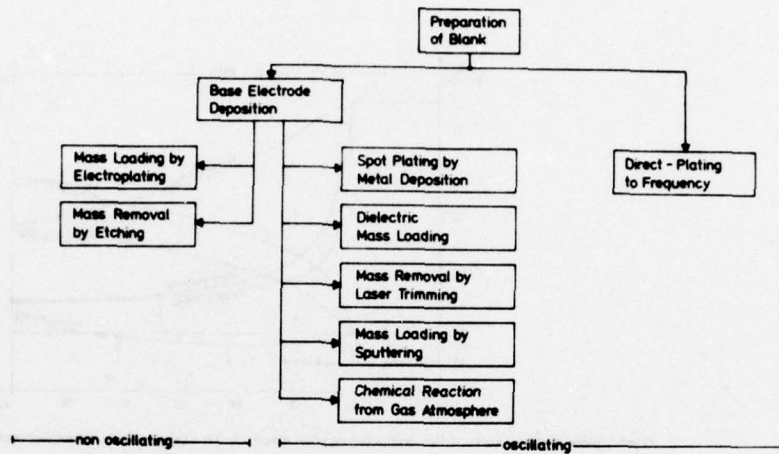 Preparation
of Blank
Base Electrode
Deposition
Mass Loading by
Electroplating
Mass Removal
by Etching
Spot Plating by
Metal Deposition
Dielectric
Mass Loading
Mass Removal by
Laser Trimming
Mass Loading by
Sputtering
Chemical Reaction
from Gas Atmosphere
Direct - Plating
to Frequency
non oscillating
oscillating